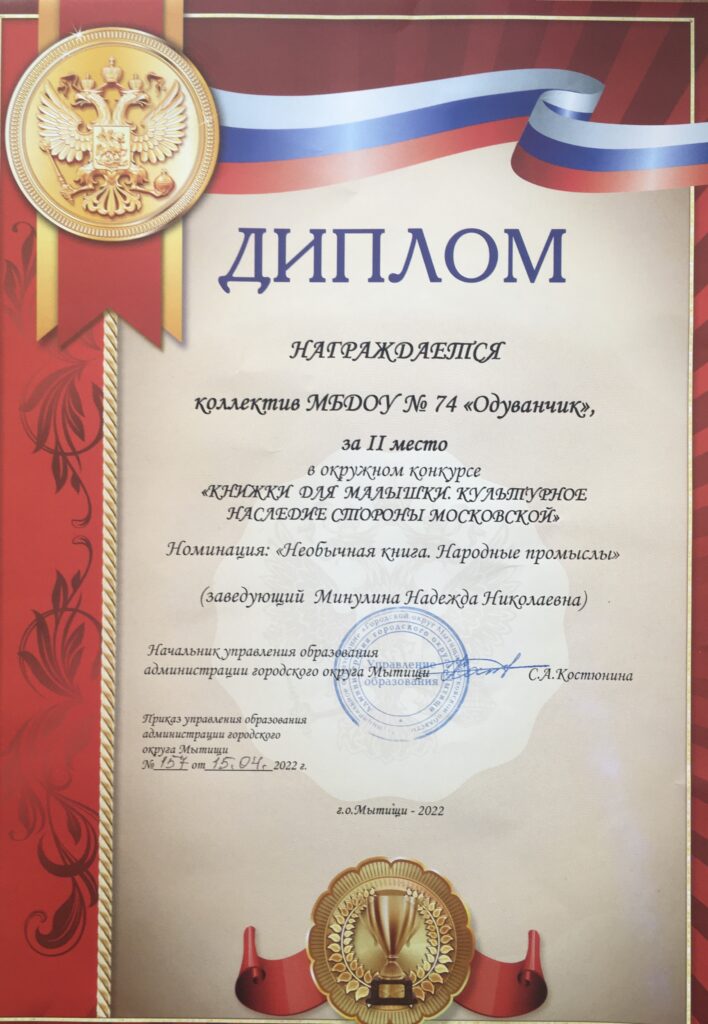 ДИПЛОМ
НАГРАЖДАЕТСЯ
коллектив МБДОУ № 74 «Одуванчик»,
за II место
в окружном конкурсе
«КНИЖКИ ДЛЯ МАЛЫШКИ. КУЛЬТУРНОЕ
НАСЛЕДИЕ СТОРОНЫ МОСКОВСКОЙ»
Номинация: «Необычная книга. Народные промыслы»
(заведующий Минулина Надежда Николаевна)
Начальник управления образования
администрации городского округа Мытищи
С.А.Костюнина
Управление
образования
Приказ управления образования
администрации городского
округа Мытищи
№ 157 от 15.04. 2022 г.
г.о.Мытищи - 2022